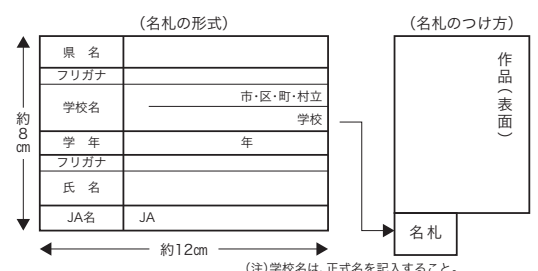 (名札の形式)
県 名
フリガナ
学校名
市・区・町・村立
学校
学 年
年
フリガナ
氏 名
JA名
JA
約8㎝
約12㎝
(名札のつけ方)
作品(表面)
名札
(注)学校名は、正式名を記入すること。